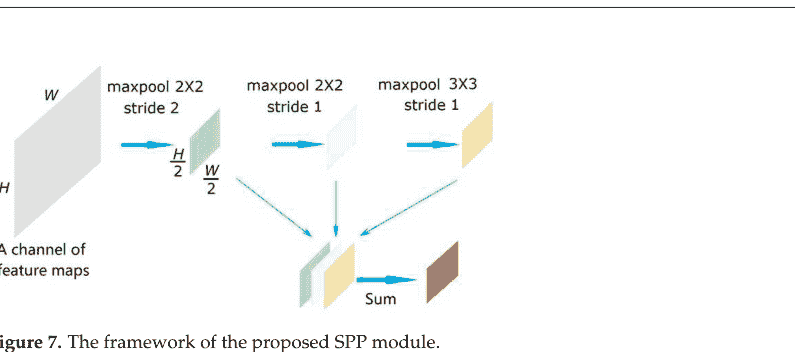 W
maxpool 2X2
stride 2
maxpool 2X2
stride 1
maxpool 3X3
stride 1
H
H
2
W
2
A channel of
feature maps
Sum
igure 7. The framework of the proposed SPP module.